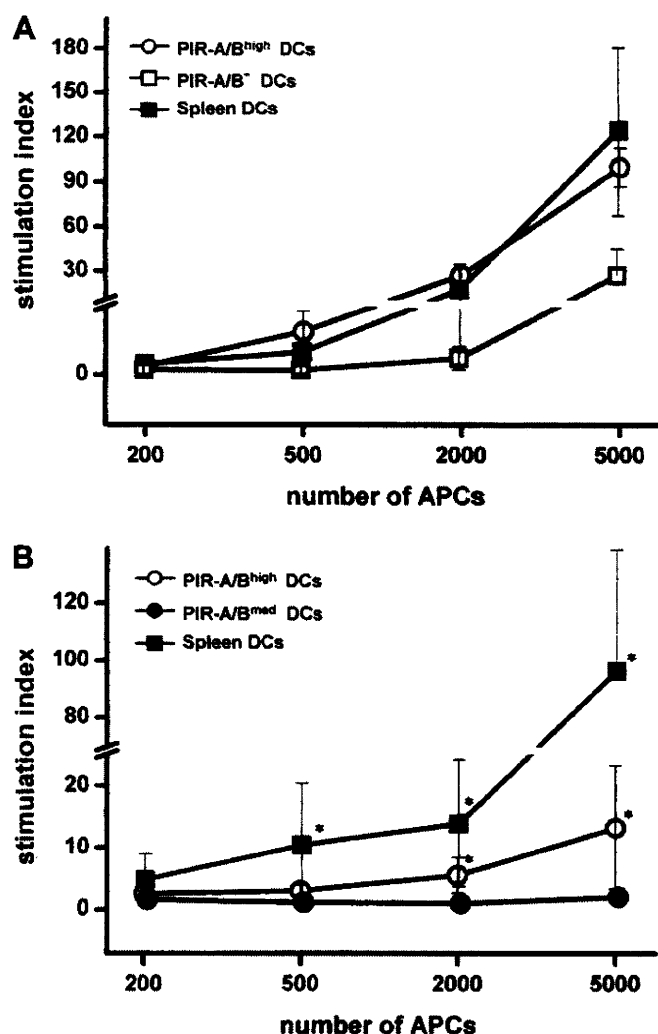 A
PIR-A/Bhigh DCs
PIR-A/B- DCs
Spleen DCs
stimulation index
180
150
120
90
60
30
0
200 500 2000 5000
number of APCs
B
PIR-A/Bhigh DCs
PIR-A/Bmed DCs
Spleen DCs
stimulation index
120
100
80
20
10
0
*
*
*
*
*
200 500 2000 5000
number of APCs